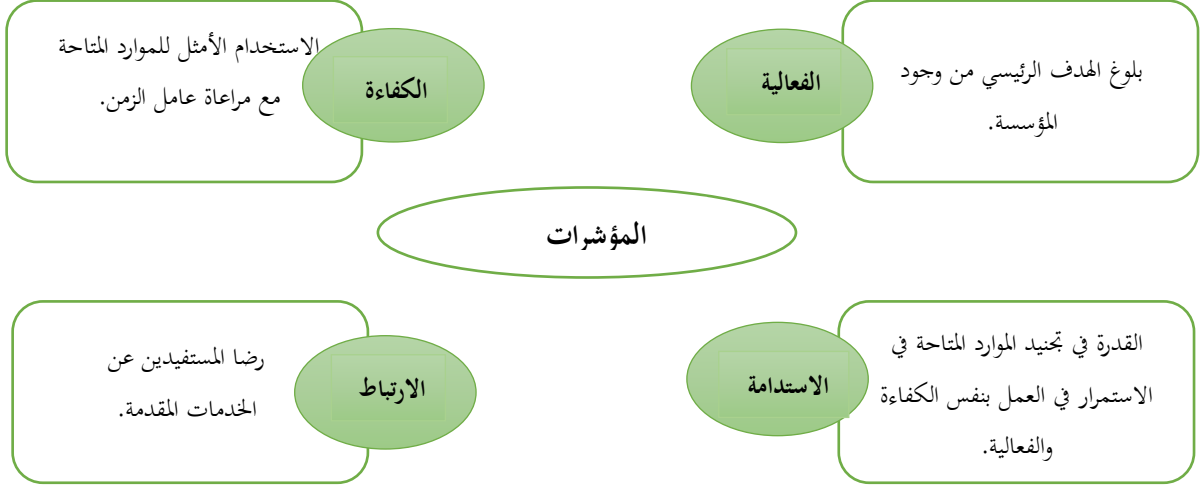 الفعالية
بلوغ الهدف الرئيسي من وجود
المؤسسة.
الكفاءة
الاستخدام الأمثل للموارد المتاحة
مع مراعاة عامل الزمن.
المؤشرات
الاستدامة
القدرة في تجنيد الموارد المتاحة في
الاستمرار في العمل بنفس الكفاءة
والفعالية.
الارتباط
رضا المستفيدين عن
الخدمات المقدمة.